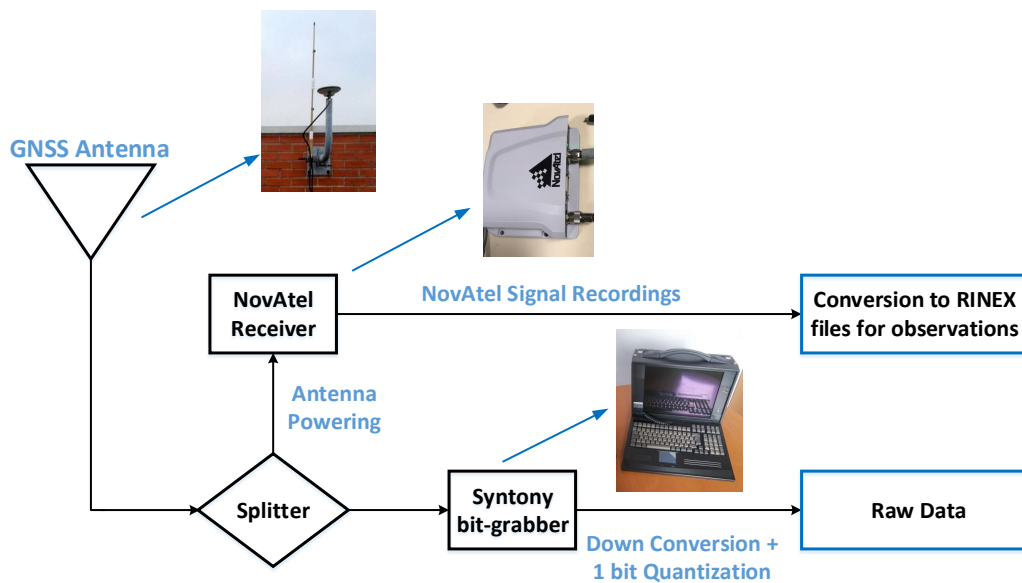 GNSS Antenna
NovAtel
NovAtel
Receiver
NovAtel Signal Recordings
Conversion to RINEX
files for observations
Antenna
Powering
Splitter
Syntony
bit-grabber
Raw Data
Down Conversion +
1 bit Quantization